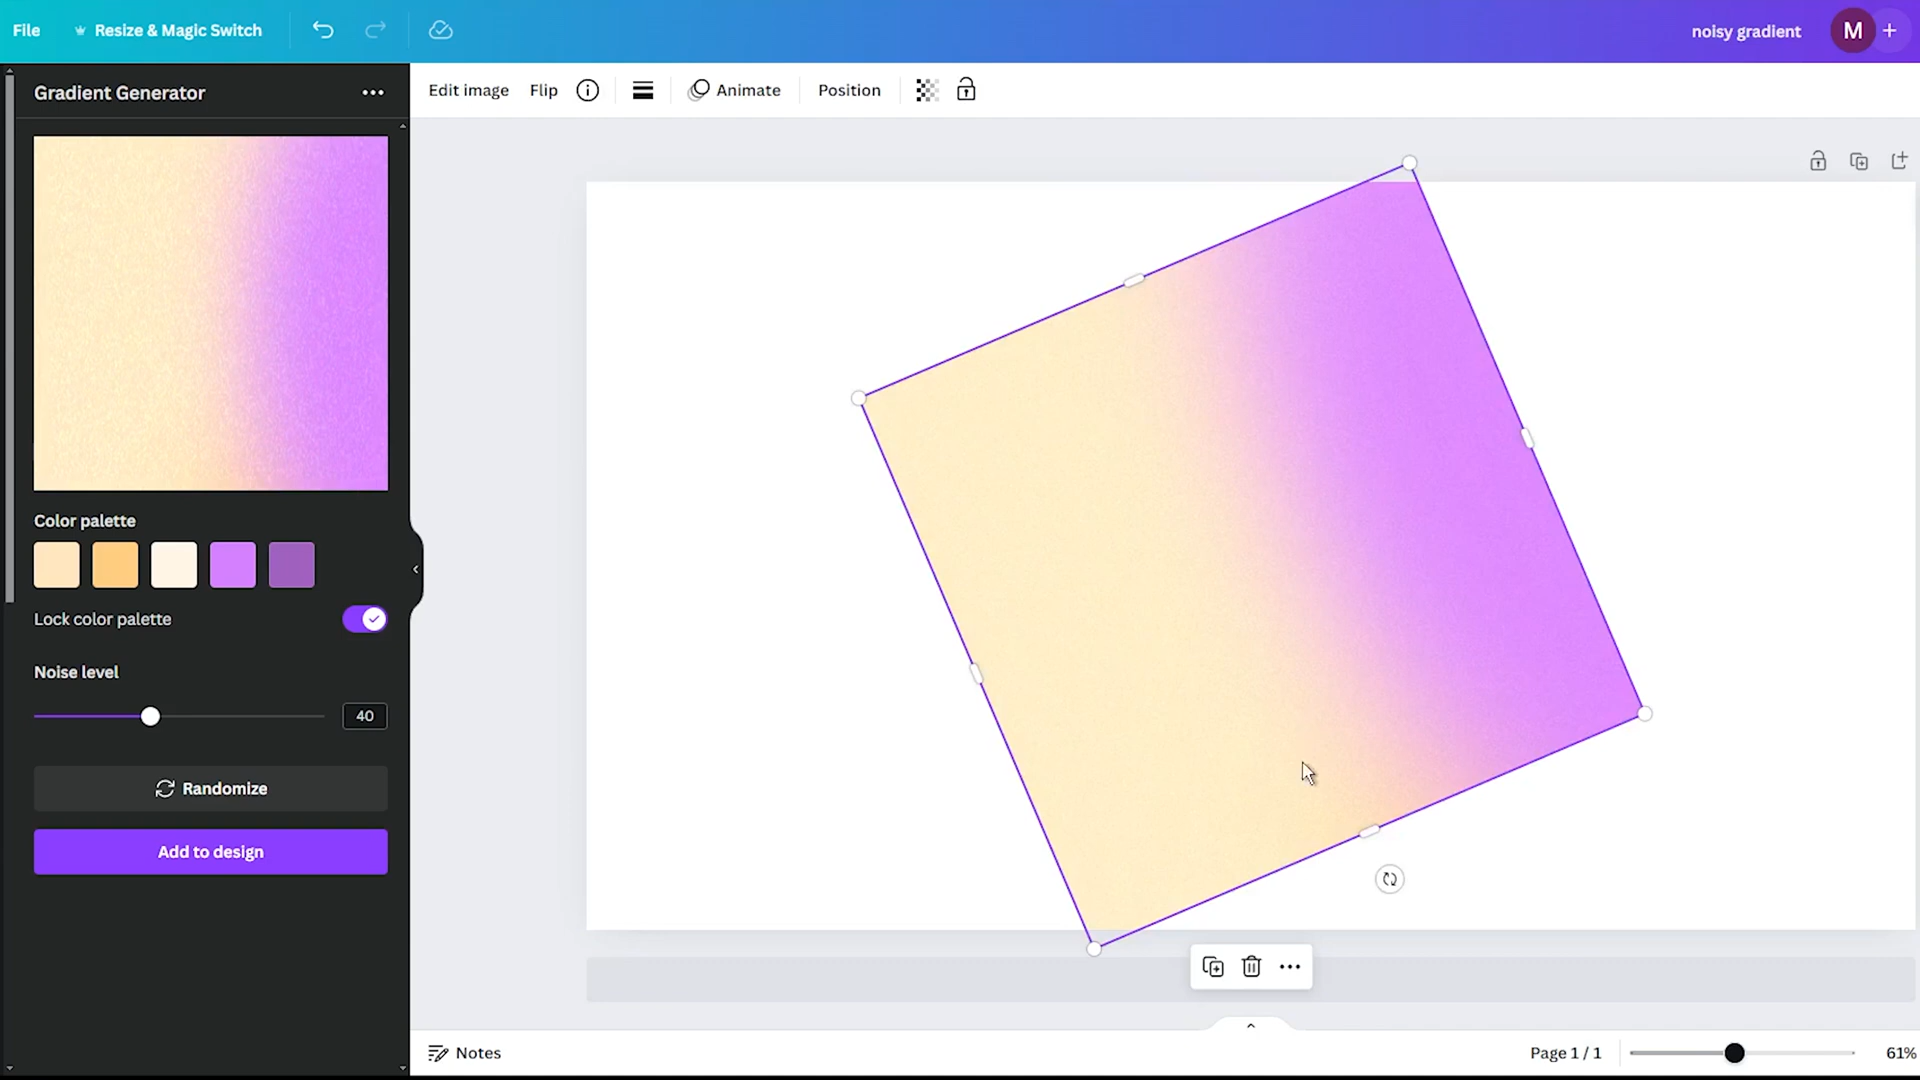 File
Resize & Magic Switch
noisy gradient
M
Gradient Generator
Edit image
Flip
Animate
Position
Color palette
Lock color palette
Noise level
40
Randomize
Add to design
Notes
Page 1 / 1
61%